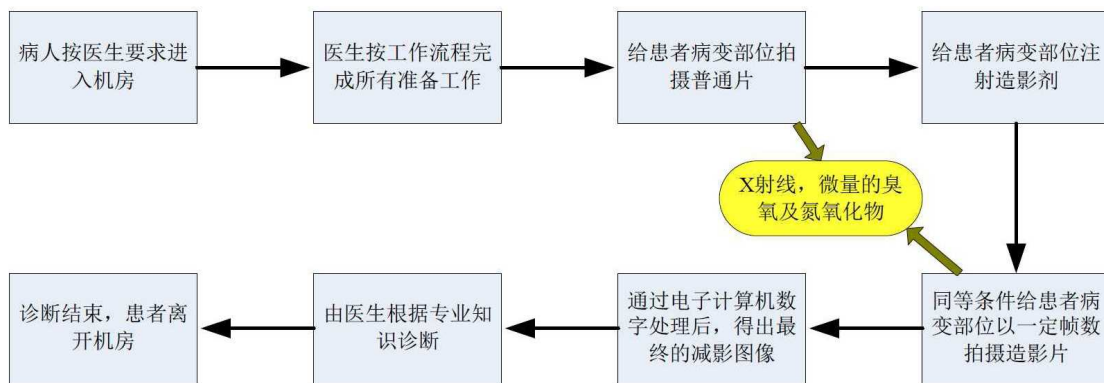 病人按医生要求进
入机房
医生按工作流程完
成所有准备工作
给患者病变部位拍
摄普通片
给患者病变部位注
射造影剂
X射线，微量的臭
氧及氮氧化物
同等条件给患者病
变部位以一定帧数
拍摄造影片
通过电子计算机数
字处理后，得出最
终的减影图像
由医生根据专业知
识诊断
诊断结束，患者离
开机房